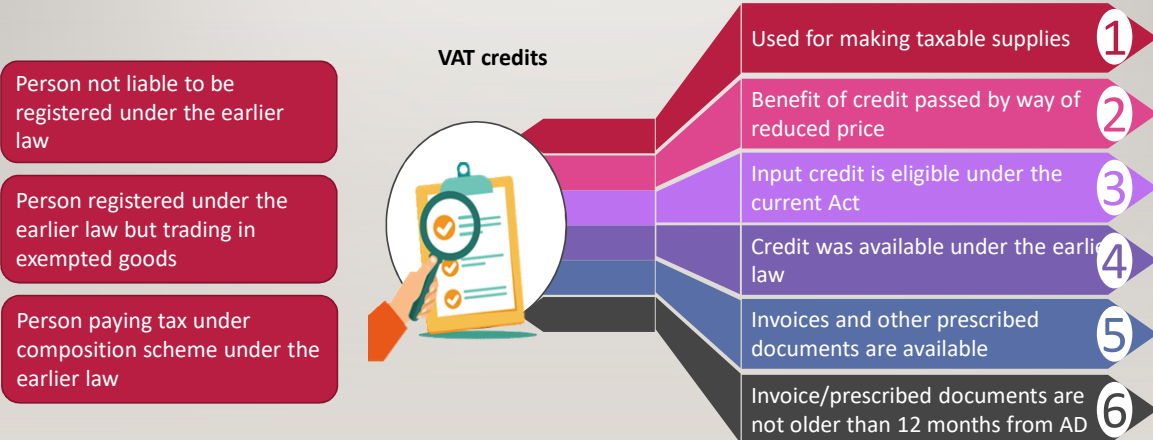 VAT credits
Person not liable to be
registered under the earlier
law
Person registered under the
earlier law but trading in
exempted goods
Person paying tax under
composition scheme under the
earlier law
Used for making taxable supplies
1
Benefit of credit passed by way of
reduced price
2
Input credit is eligible under the
current Act
3
Credit was available under the earlie
law
4
Invoices and other prescribed
documents are available
5
Invoice/prescribed documents are
not older than 12 months from AD
6